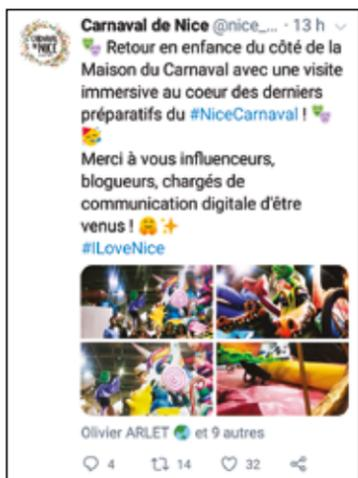 Carnaval de Nice @nice_... · 13 h
🎭 Retour en enfance du côté de la
Maison du Carnaval avec une visite
immersive au coeur des derniers
préparatifs du #NiceCarnaval ! 🎭
🥳
Merci à vous influenceurs,
blogueurs, chargés de
communication digitale d'être
venus ! 🤗✨
#ILoveNice
Olivier ARLET 🌏 et 9 autres
4 14 32